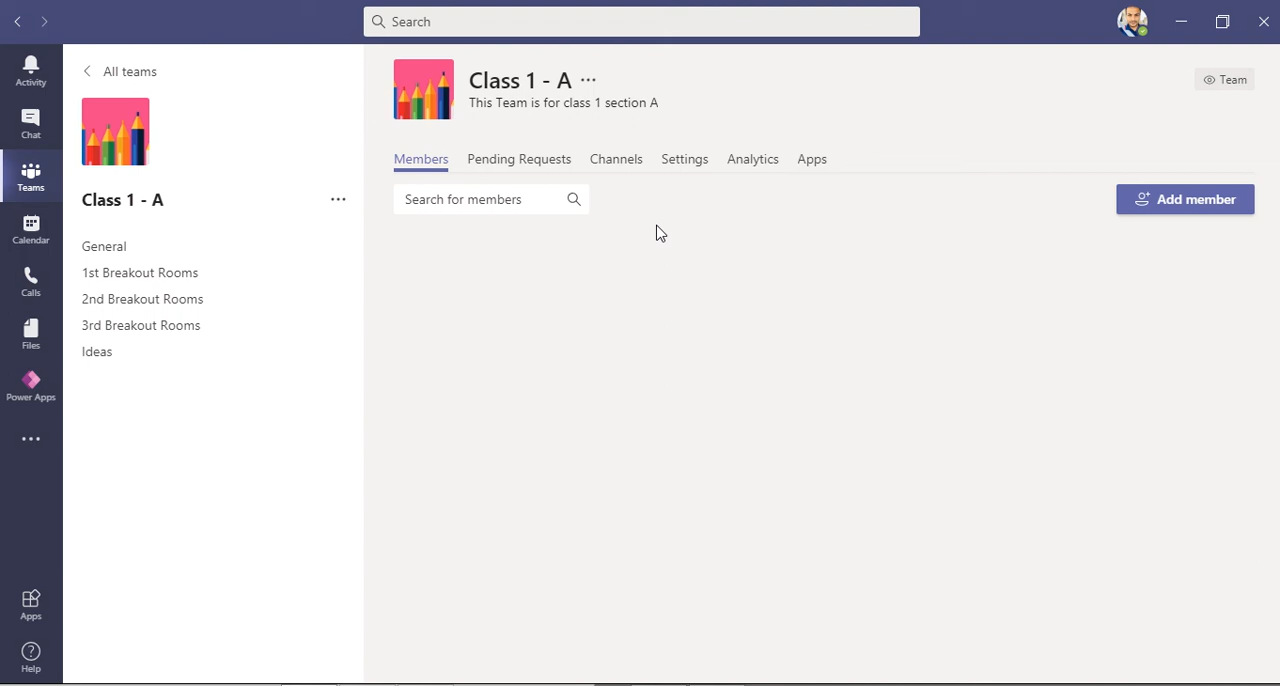 Search
Activity
Chat
Teams
Calendar
Calls
Files
Power Apps
Apps
Help
All teams
Class 1 - A
General
1st Breakout Rooms
2nd Breakout Rooms
3rd Breakout Rooms
Ideas
Class 1 - A
This Team is for class 1 section A
Team
Members Pending Requests Channels Settings Analytics Apps
Search for members
Add member